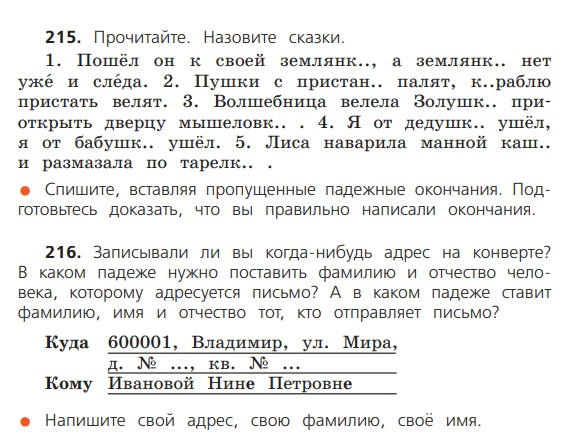 215. Прочитайте. Назовите сказки.
1. Пошёл он к своей землянк.., а землянк.. нет
уже́ и сле́да. 2. Пушки с пристан.. палят, к..раблю
пристать велят. 3. Волшебница велела Золушк.. при-
открыть дверцу мышеловк.. . 4. Я от дедушк.. ушёл,
я от бабушк.. ушёл. 5. Лиса наварила манной каш..
и размазала по тарелк.. .
Спишите, вставляя пропущенные падежные окончания. Под-
готовьтесь доказать, что вы правильно написали окончания.
216. Записывали ли вы когда-нибудь адрес на конверте?
В каком падеже нужно поставить фамилию и отчество чело-
века, которому адресуется письмо? А в каком падеже ставит
фамилию, имя и отчество тот, кто отправляет письмо?
Куда 600001, Владимир, ул. Мира,
д. № ..., кв. № ...
Кому Ивановой Нине Петровне
Напишите свой адрес, свою фамилию, своё имя.